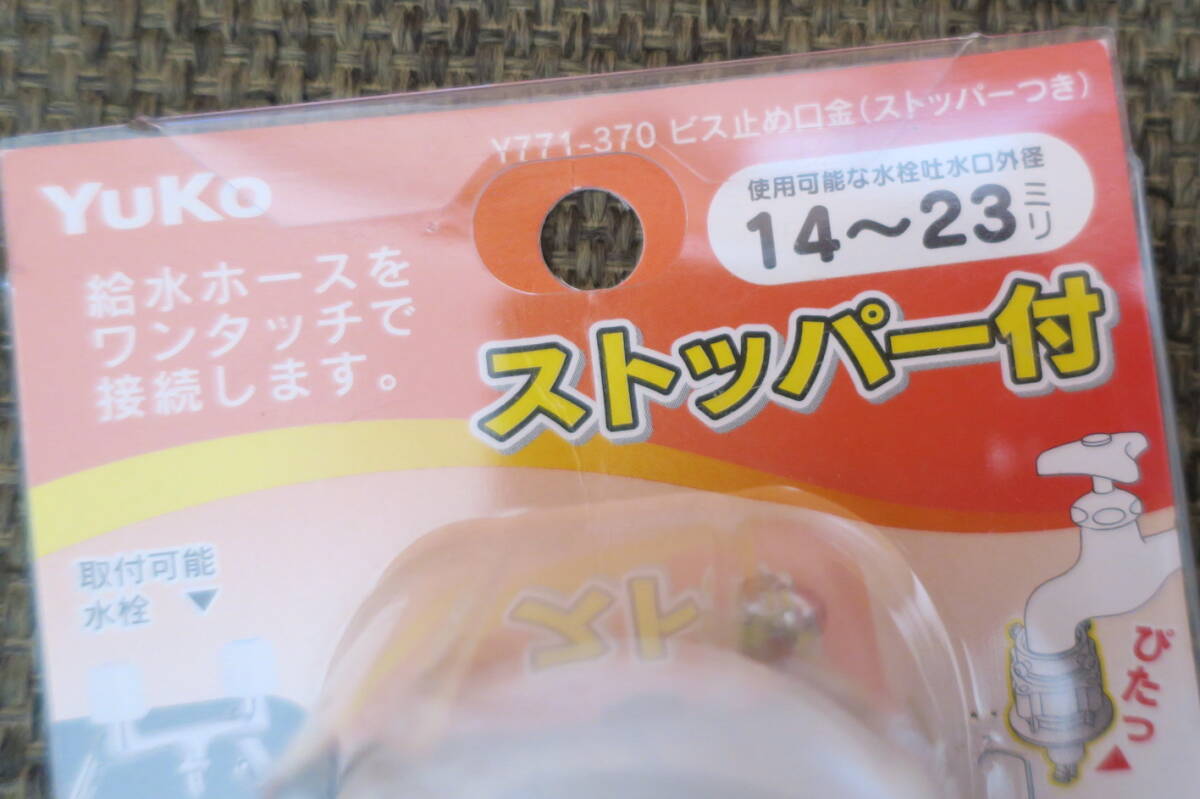 Y771-370 ビス止め口金(ストッパーつき)
YUKO
使用可能な水栓吐水口外径
14～23ミリ
給水ホースを
ワンタッチで
接続します。
ストッパー付
取付可能
水栓 ▼
ぴたっ
スト